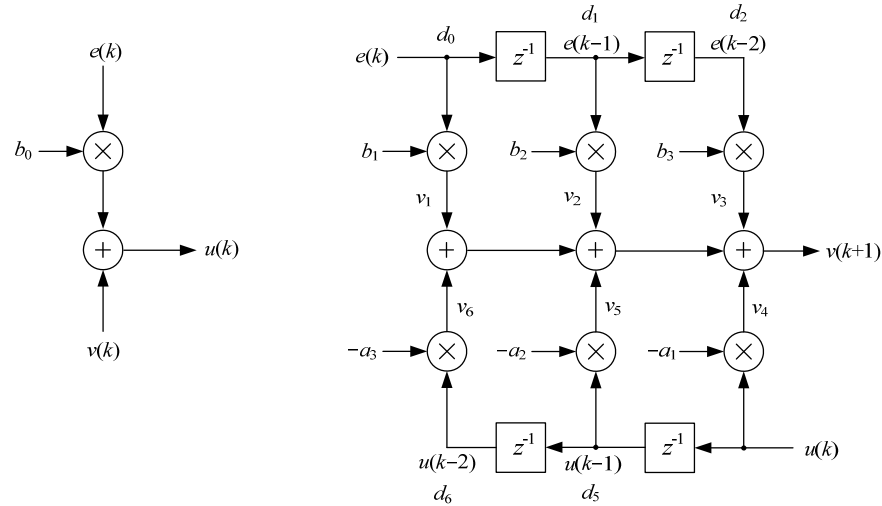 e(k)
b₀
×
+
u(k)
v(k)
d₀
d₁
d₂
e(k)
z⁻¹
e(k−1)
z⁻¹
e(k−2)
b₁
×
b₂
×
b₃
×
v₁
v₂
v₃
+
+
+
v(k+1)
v₆
v₅
v₄
−a₃
×
−a₂
×
−a₁
×
u(k−2)
z⁻¹
u(k−1)
z⁻¹
u(k)
d₆
d₅